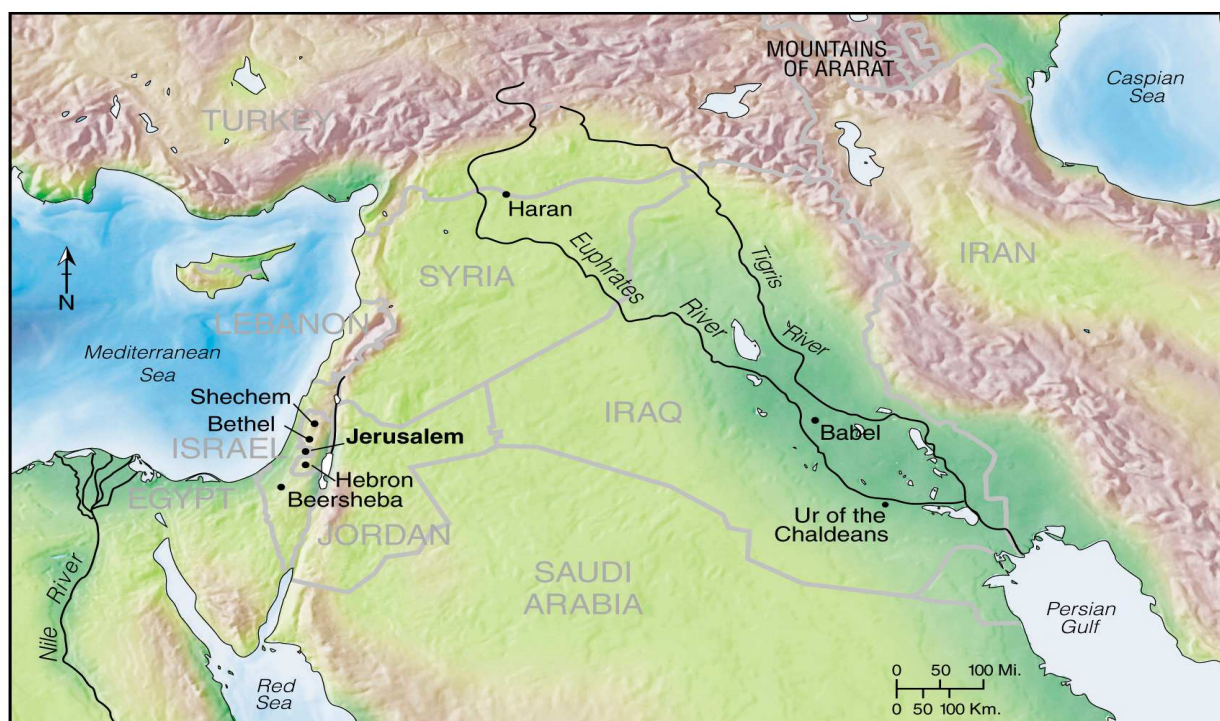 MOUNTAINS
OF ARARAT
Caspian
Sea
TURKEY
Haran
Euphrates
River
Tigris
River
IRAN
SYRIA
N
LEBANON
Mediterranean
Sea
Shechem
Bethel
ISRAEL
Jerusalem
Hebron
Beersheba
EGYPT
JORDAN
IRAQ
Babel
Ur of the
Chaldeans
SAUDI
ARABIA
Nile River
Red
Sea
Persian
Gulf
0 50 100 Mi.
0 50 100 Km.